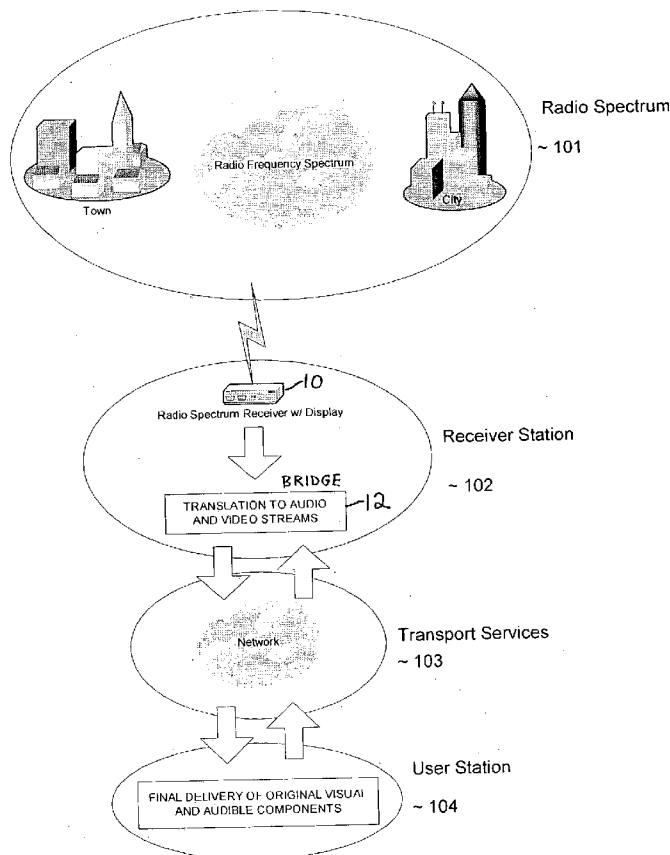 Radio Spectrum
~ 101
Radio Frequency Spectrum
Town
City
10
Radio Spectrum Receiver w/ Display
Receiver Station
~ 102
BRIDGE
12
TRANSLATION TO AUDIO
AND VIDEO STREAMS
Network
Transport Services
~ 103
User Station
~ 104
FINAL DELIVERY OF ORIGINAL VISUAL
AND AUDIBLE COMPONENTS